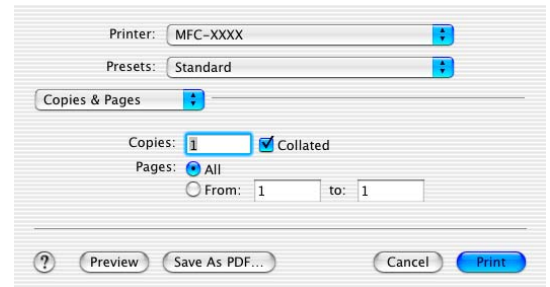 Printer: MFC-XXXX
Presets: Standard
Copies & Pages
Copies: 1 Collated
Pages: All
From: 1 to: 1
? Preview Save As PDF... Cancel Print